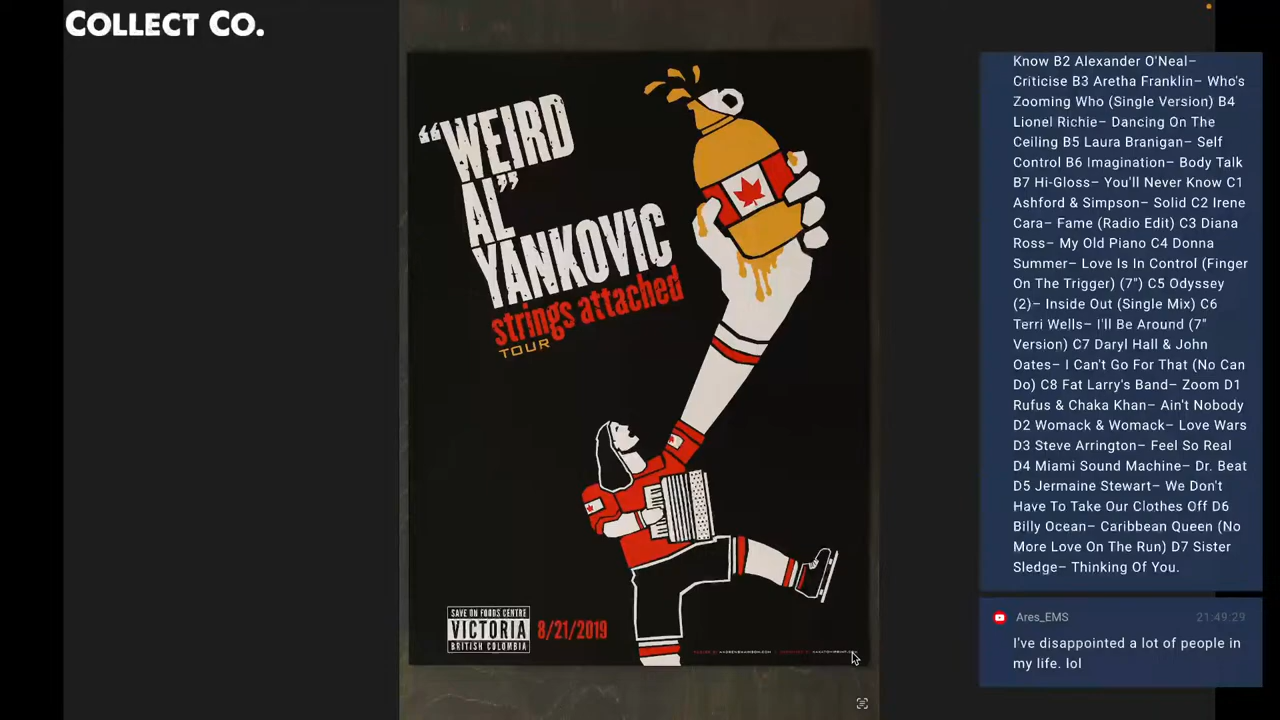 COLLECT CO.
“WEIRD
AL”
YANKOVIC
strings attached
TOUR
SAVE ON FOODS CENTRE
VICTORIA
BRITISH COLOMBIA
8/21/2019
Know B2 Alexander O'Neal–
Criticise B3 Aretha Franklin– Who's
Zooming Who (Single Version) B4
Lionel Richie– Dancing On The
Ceiling B5 Laura Branigan– Self
Control B6 Imagination– Body Talk
B7 Hi-Gloss– You'll Never Know C1
Ashford & Simpson– Solid C2 Irene
Cara– Fame (Radio Edit) C3 Diana
Ross– My Old Piano C4 Donna
Summer– Love Is In Control (Finger
On The Trigger) (7") C5 Odyssey
(2)– Inside Out (Single Mix) C6
Terri Wells– I'll Be Around (7"
Version) C7 Daryl Hall & John
Oates– I Can't Go For That (No Can
Do) C8 Fat Larry's Band– Zoom D1
Rufus & Chaka Khan– Ain't Nobody
D2 Womack & Womack– Love Wars
D3 Steve Arrington– Feel So Real
D4 Miami Sound Machine– Dr. Beat
D5 Jermaine Stewart– We Don't
Have To Take Our Clothes Off D6
Billy Ocean– Caribbean Queen (No
More Love On The Run) D7 Sister
Sledge– Thinking Of You.
Ares_EMS 21:49:29
I've disappointed a lot of people in
my life. lol